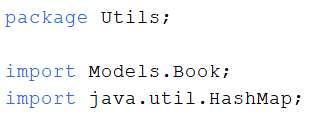 package Utils;
import Models.Book;
import java.util.HashMap;